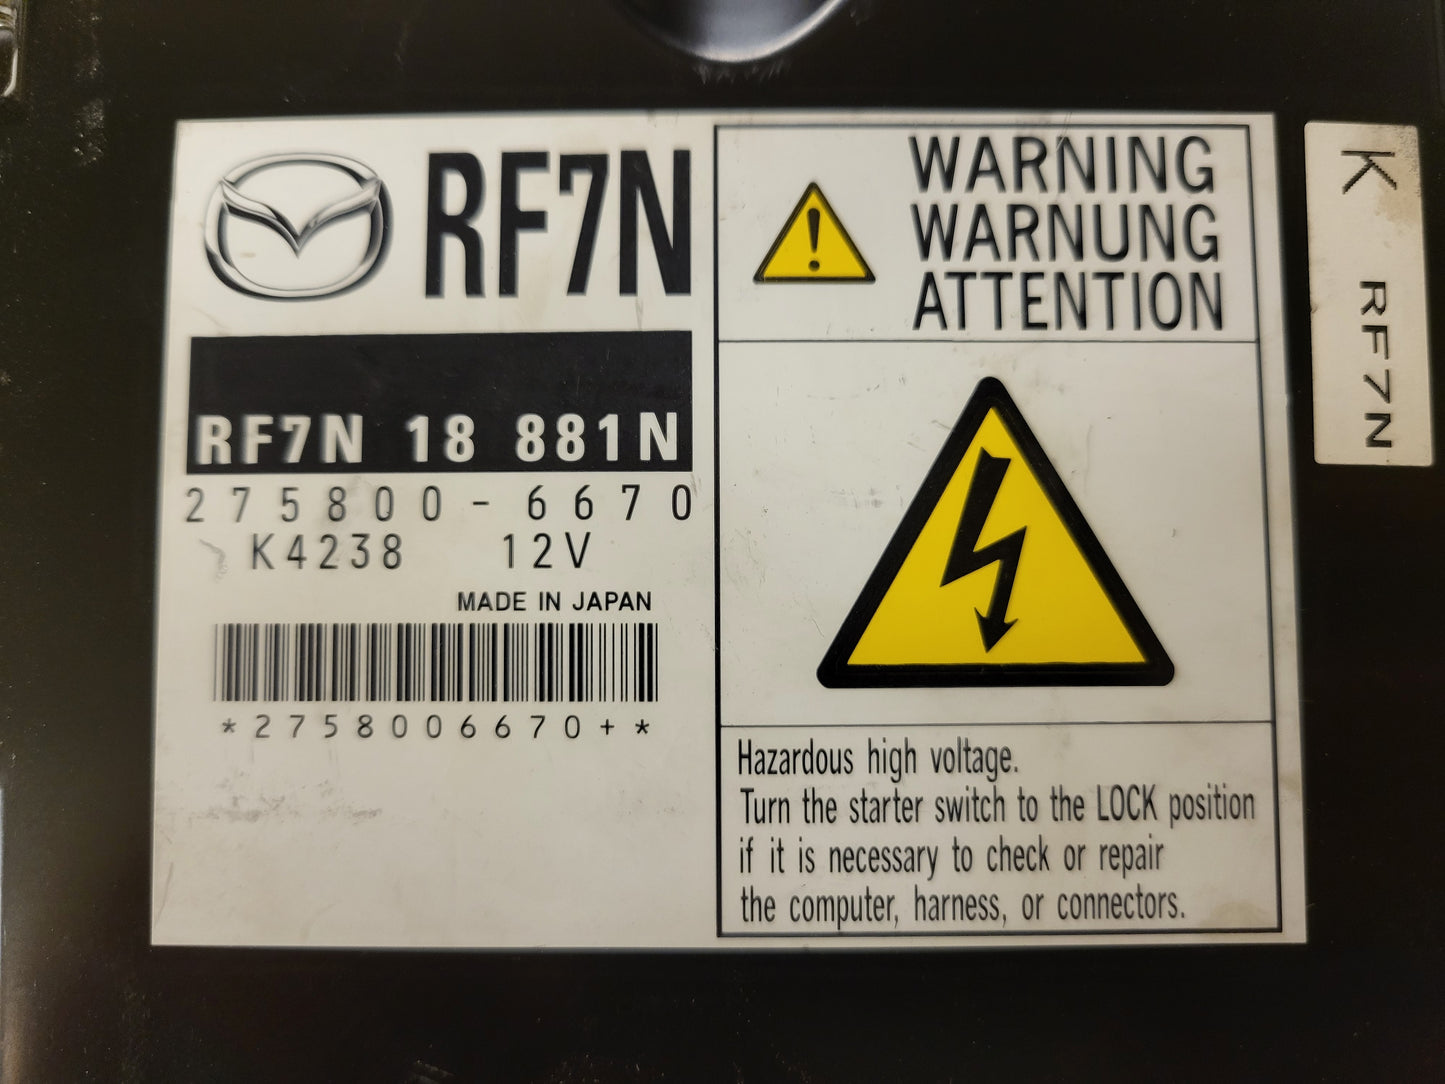 RF7N
RF7N 18 881N
275800-6670
K4238 12V
MADE IN JAPAN
*2758006670+*
WARNING
WARNUNG
ATTENTION
Hazardous high voltage.
Turn the starter switch to the LOCK position
if it is necessary to check or repair
the computer, harness, or connectors.
K RF7N